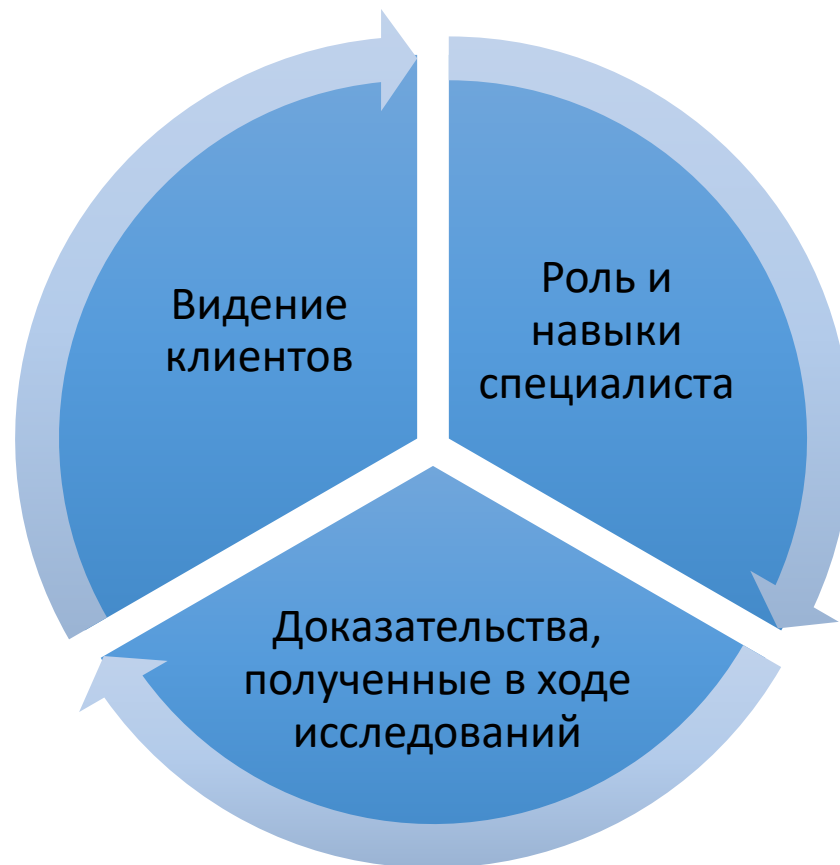 Видение
клиентов
Роль и
навыки
специалиста
Доказательства,
полученные в ходе
исследований